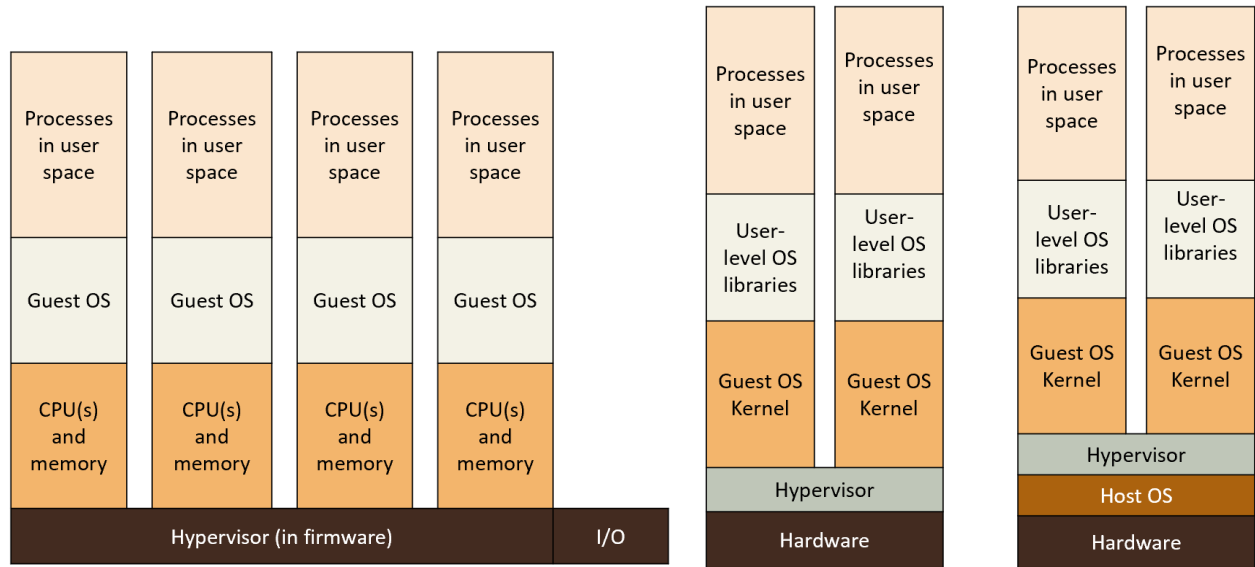 Processes
in user
space
Guest OS
CPU(s)
and
memory
Processes
in user
space
Guest OS
CPU(s)
and
memory
Processes
in user
space
Guest OS
CPU(s)
and
memory
Processes
in user
space
Guest OS
CPU(s)
and
memory
Hypervisor (in firmware)
I/O
Processes
in user
space
User-
level OS
libraries
Guest OS
Kernel
Processes
in user
space
User-
level OS
libraries
Guest OS
Kernel
Hypervisor
Hardware
Processes
in user
space
User-
level OS
libraries
Guest OS
Kernel
Processes
in user
space
User-
level OS
libraries
Guest OS
Kernel
Hypervisor
Host OS
Hardware